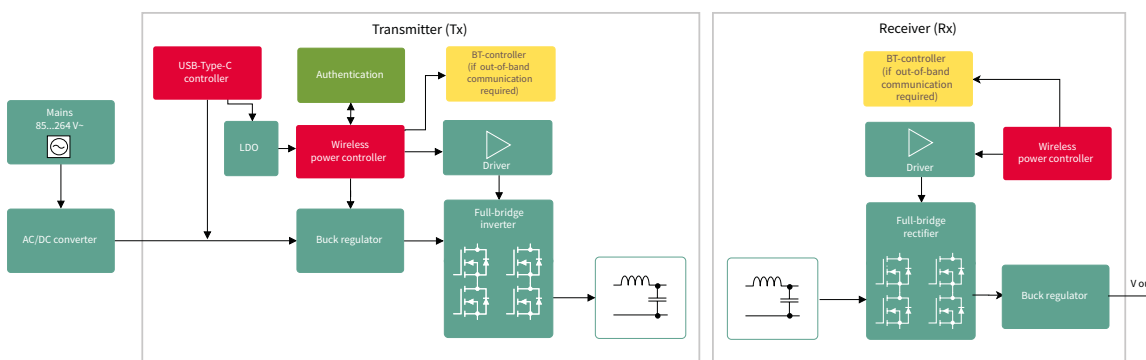 Transmitter (Tx)
USB-Type-C
controller
Authentication
BT-controller
(if out-of-band
communication
required)
Mains
85...264 V~
LDO
Wireless
power controller
Driver
AC/DC converter
Buck regulator
Full-bridge
inverter
Receiver (Rx)
BT-controller
(if out-of-band
communication
required)
Driver
Wireless
power controller
Full-bridge
rectifier
Buck regulator
V ou